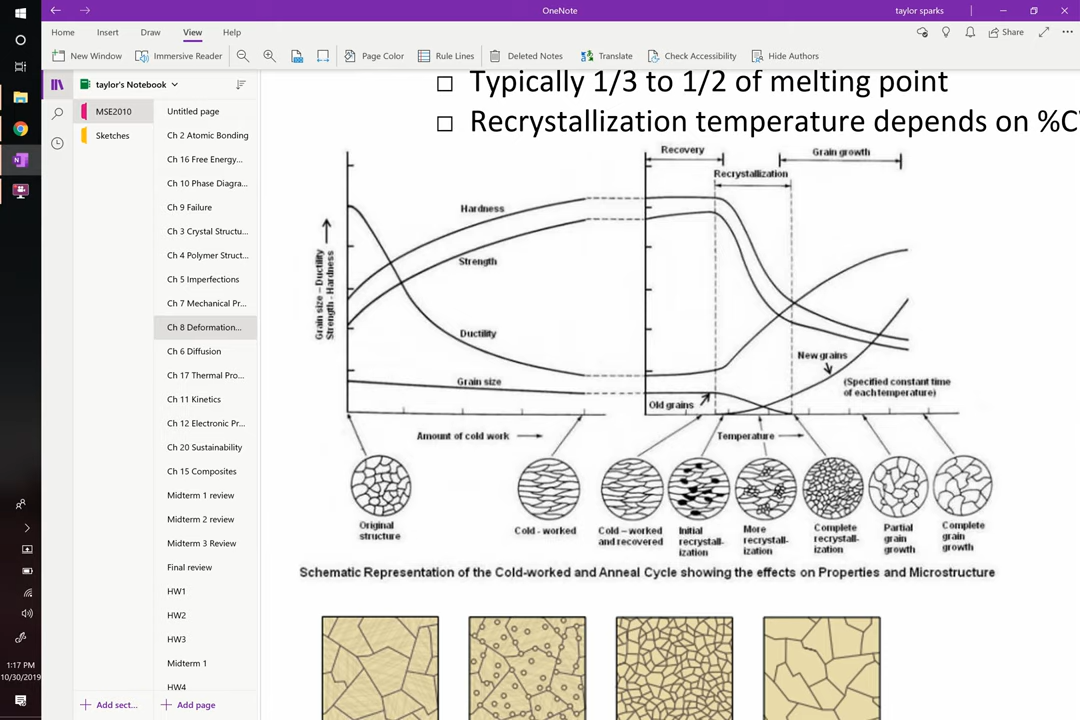 OneNote
taylor sparks
Home
Insert
Draw
View
Help
Share
New Window
Immersive Reader
Page Color
Rule Lines
Deleted Notes
Translate
Check Accessibility
Hide Authors
taylor's Notebook
MSE2010
Sketches
Untitled page
Ch 2 Atomic Bonding
Ch 16 Free Energy...
Ch 10 Phase Diagra...
Ch 9 Failure
Ch 3 Crystal Structu...
Ch 4 Polymer Struct...
Ch 5 Imperfections
Ch 7 Mechanical Pr...
Ch 8 Deformation...
Ch 6 Diffusion
Ch 17 Thermal Pro...
Ch 11 Kinetics
Ch 12 Electronic Pr...
Ch 20 Sustainability
Ch 15 Composites
Midterm 1 review
Midterm 2 review
Midterm 3 Review
Final review
HW1
HW2
HW3
Midterm 1
HW4
Add sect...
Add page
1:17 PM
10/30/2019
Typically 1/3 to 1/2 of melting point
Recrystallization temperature depends on
Recovery
Grain growth
Recrystallization
Grain size – Ductility
Strength - Hardness
Hardness
Strength
Ductility
Grain size
New grains
Old grains
(Specified constant time
of each temperature)
Amount of cold work
Temperature
Original
structure
Cold - worked
Cold – worked
and recovered
Initial
recrystall-
ization
More
recrystall-
ization
Complete
recrystall-
ization
Partial
grain
growth
Complete
grain
growth
Schematic Representation of the Cold-worked and Anneal Cycle showing the effects on Properties and Microstructure